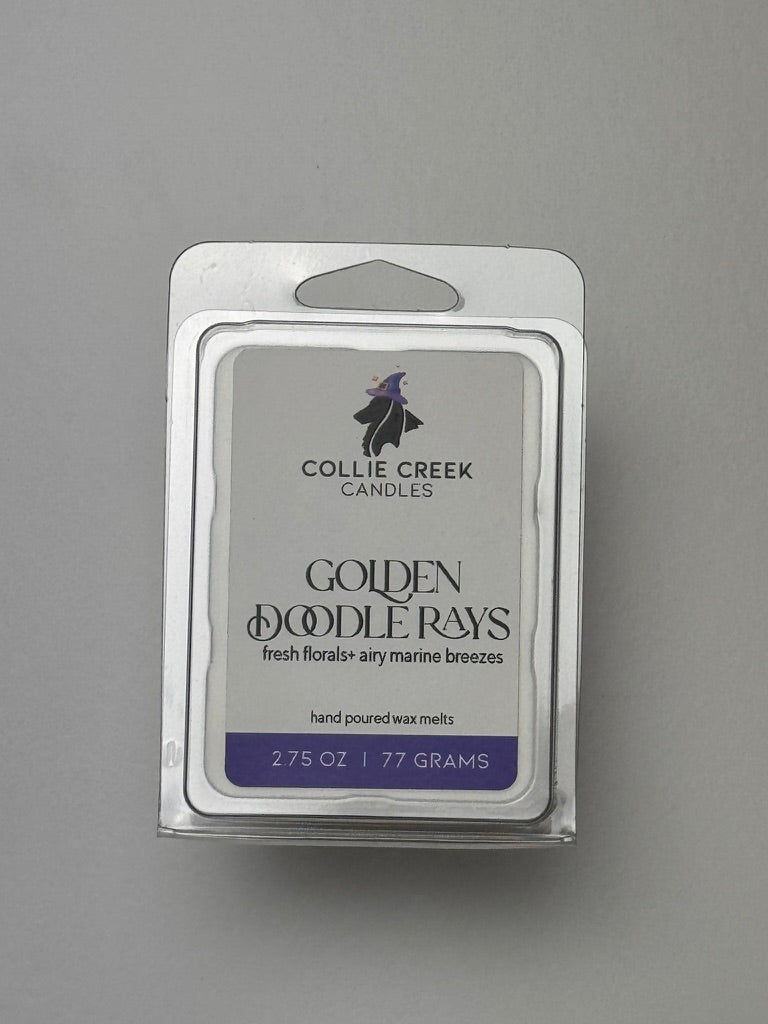 COLLIE CREEK
CANDLES
GOLDEN
DOODLE RAYS
fresh florals+ airy marine breezes
hand poured wax melts
2.75 OZ | 77 GRAMS